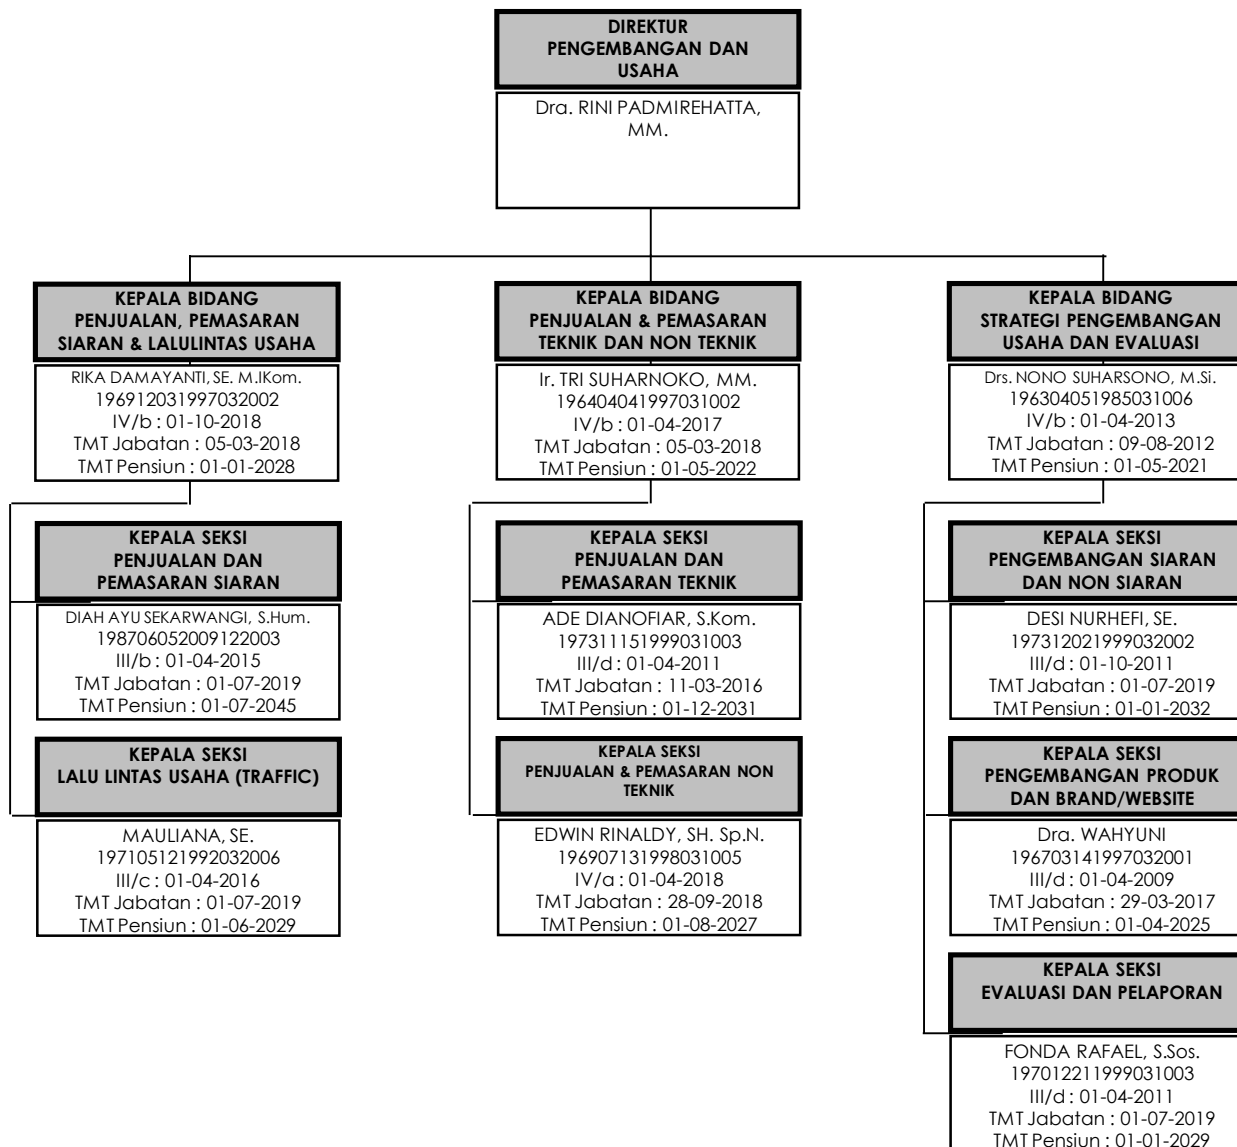 DIREKTUR
PENGEMBANGAN DAN
USAHA
Dra. RINI PADMIREHATTA,
MM.
KEPALA BIDANG
PENJUALAN, PEMASARAN
SIARAN & LALULINTAS USAHA
RIKA DAMAYANTI, SE. M.IKom.
196912031997032002
IV/b : 01-10-2018
TMT Jabatan : 05-03-2018
TMT Pensiun : 01-01-2028
KEPALA SEKSI
PENJUALAN DAN
PEMASARAN SIARAN
DIAH AYU SEKARWANGI, S.Hum.
198706052009122003
III/b : 01-04-2015
TMT Jabatan : 01-07-2019
TMT Pensiun : 01-07-2045
KEPALA SEKSI
LALU LINTAS USAHA (TRAFFIC)
MAULIANA, SE.
197105121992032006
III/c : 01-04-2016
TMT Jabatan : 01-07-2019
TMT Pensiun : 01-06-2029
KEPALA BIDANG
PENJUALAN & PEMASARAN
TEKNIK DAN NON TEKNIK
Ir. TRI SUHARNOKO, MM.
196404041997031002
IV/b : 01-04-2017
TMT Jabatan : 05-03-2018
TMT Pensiun : 01-05-2022
KEPALA SEKSI
PENJUALAN DAN
PEMASARAN TEKNIK
ADE DIANOFIAR, S.Kom.
197311151999031003
III/d : 01-04-2011
TMT Jabatan : 11-03-2016
TMT Pensiun : 01-12-2031
KEPALA SEKSI
PENJUALAN & PEMASARAN NON
TEKNIK
EDWIN RINALDY, SH. Sp.N.
196907131998031005
IV/a : 01-04-2018
TMT Jabatan : 28-09-2018
TMT Pensiun : 01-08-2027
KEPALA BIDANG
STRATEGI PENGEMBANGAN
USAHA DAN EVALUASI
Drs. NONO SUHARSONO, M.Si.
196304051985031006
IV/b : 01-04-2013
TMT Jabatan : 09-08-2012
TMT Pensiun : 01-05-2021
KEPALA SEKSI
PENGEMBANGAN SIARAN
DAN NON SIARAN
DESI NURHEFI, SE.
197312021999032002
III/d : 01-10-2011
TMT Jabatan : 01-07-2019
TMT Pensiun : 01-01-2032
KEPALA SEKSI
PENGEMBANGAN PRODUK
DAN BRAND/WEBSITE
Dra. WAHYUNI
196703141997032001
III/d : 01-04-2009
TMT Jabatan : 29-03-2017
TMT Pensiun : 01-04-2025
KEPALA SEKSI
EVALUASI DAN PELAPORAN
FONDA RAFAEL, S.Sos.
197012211999031003
III/d : 01-04-2011
TMT Jabatan : 01-07-2019
TMT Pensiun : 01-01-2029